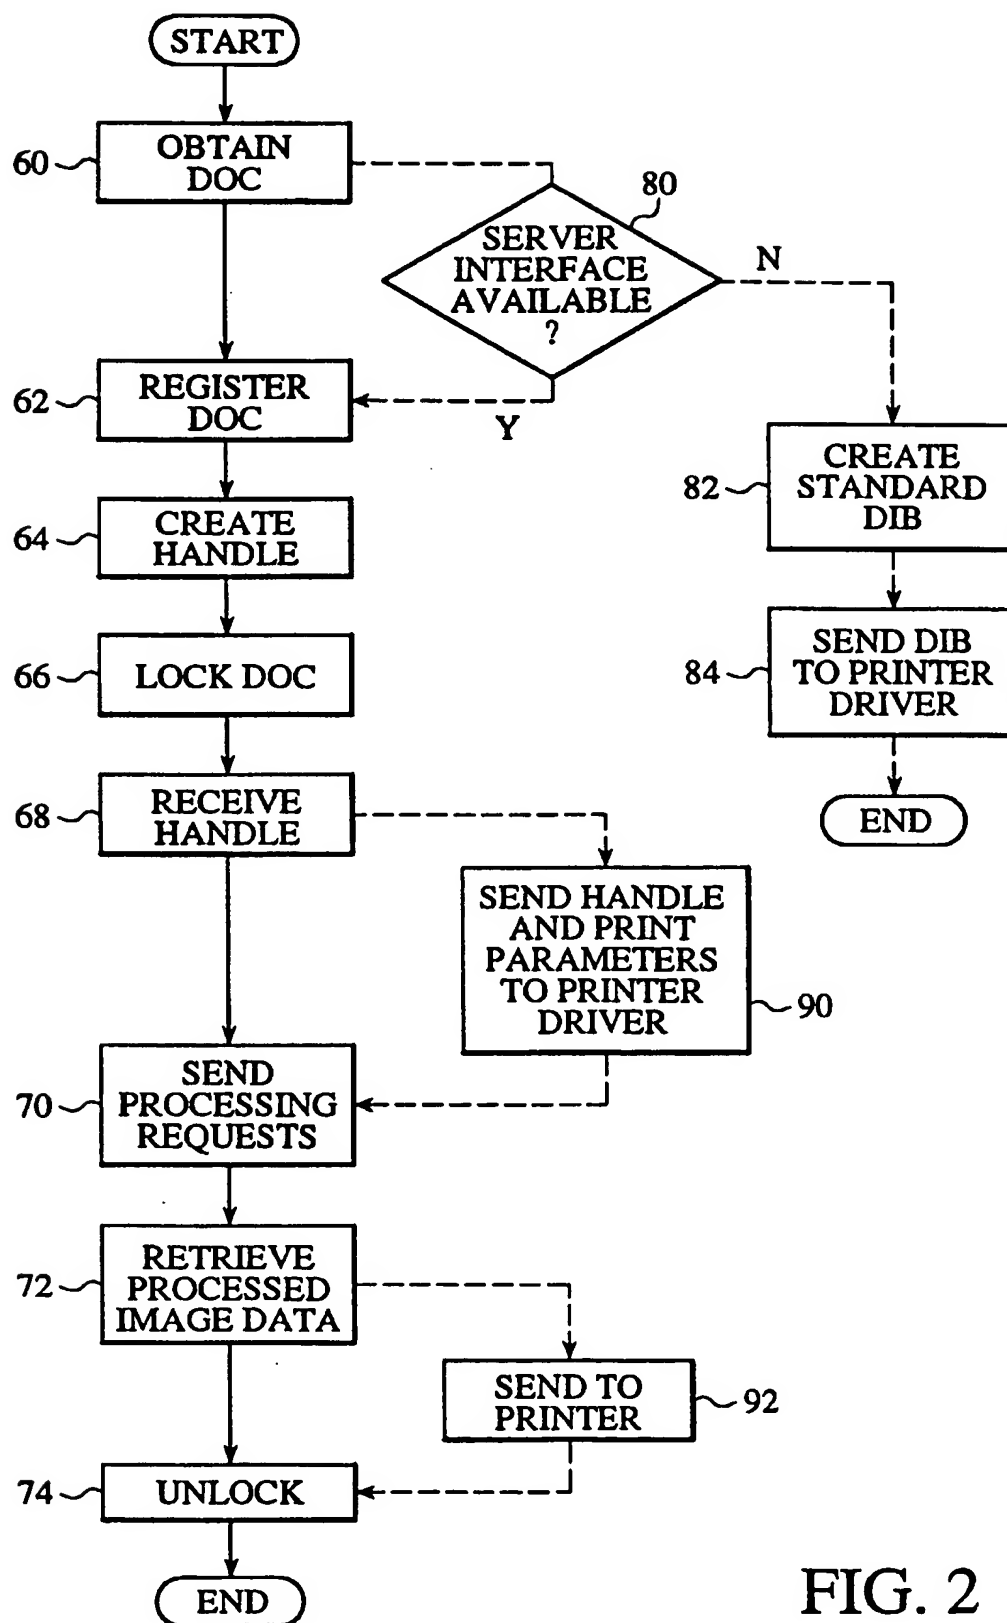 START
60
OBTAIN
DOC
80
SERVER
INTERFACE
AVAILABLE
?
N
62
REGISTER
DOC
Y
82
CREATE
STANDARD
DIB
64
CREATE
HANDLE
84
SEND DIB
TO PRINTER
DRIVER
66
LOCK DOC
END
68
RECEIVE
HANDLE
SEND HANDLE
AND PRINT
PARAMETERS
TO PRINTER
DRIVER
90
70
SEND
PROCESSING
REQUESTS
72
RETRIEVE
PROCESSED
IMAGE DATA
SEND TO
PRINTER
92
74
UNLOCK
END
FIG. 2